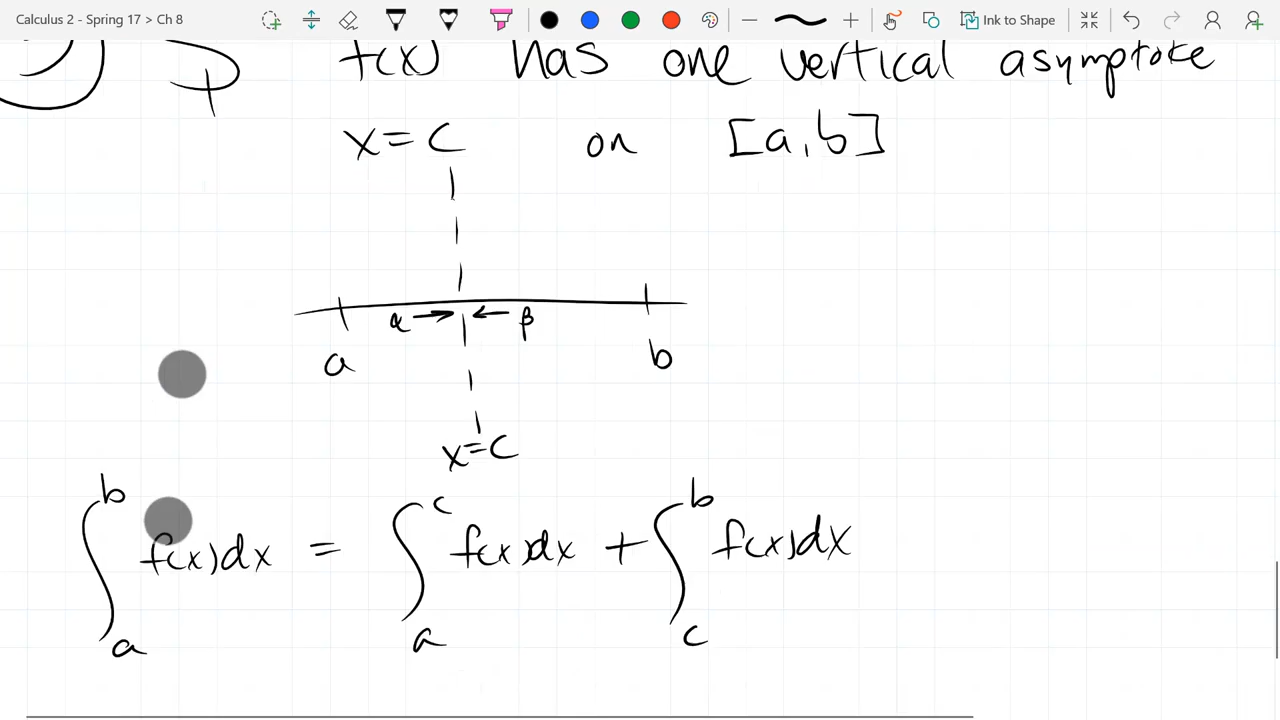 Calculus 2 - Spring 17 > Ch 8
Ink to Shape
f(x) has one vertical asymptote
x=c on [a,b]
α → ← β
a b
x=c
∫_a^b f(x)dx = ∫_a^c f(x)dx + ∫_c^b f(x)dx